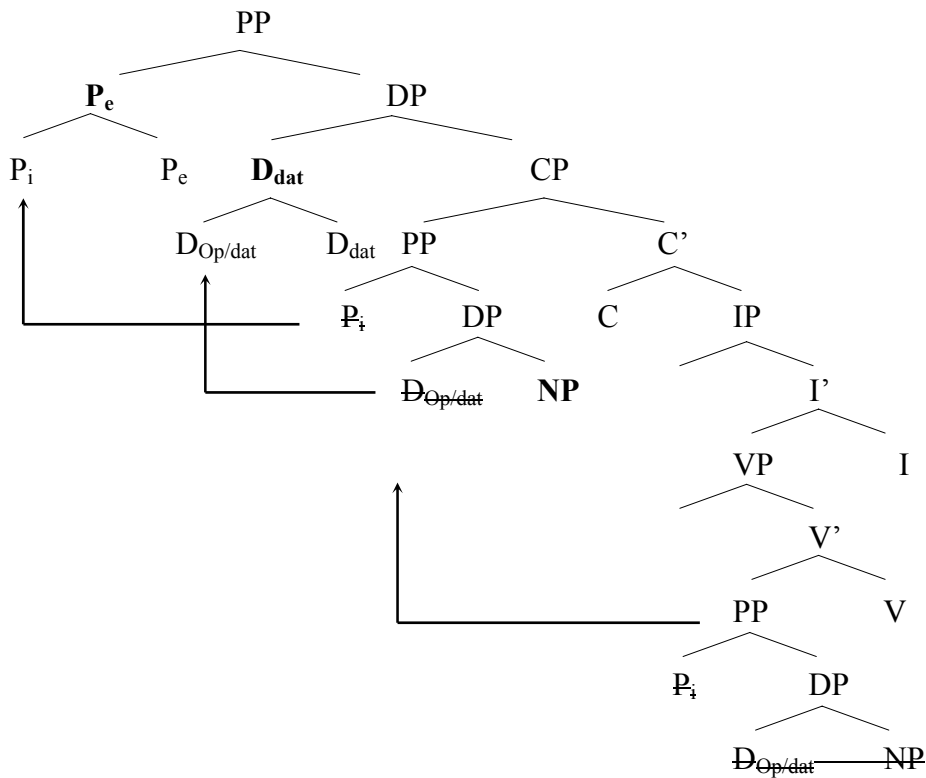 PP
Pe DP
Pi Pe Ddat CP
DOp/dat Ddat PP C’
Pi DP C IP
DOp/dat NP I’
VP I
V’
PP V
Pi DP
DOp/dat NP